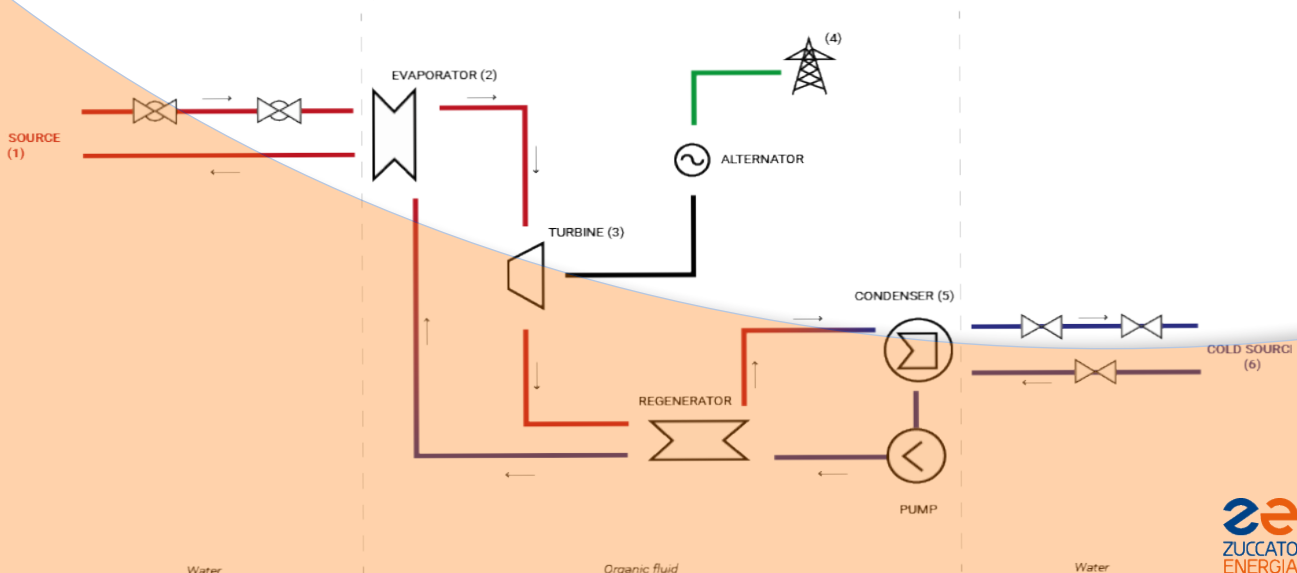 (4)
EVAPORATOR (2)
SOURCE
(1)
ALTERNATOR
TURBINE (3)
CONDENSER (5)
COLD SOURC
(6)
REGENERATOR
PUMP
Water
Organic fluid
Water
ZUCCATO
ENERGIA